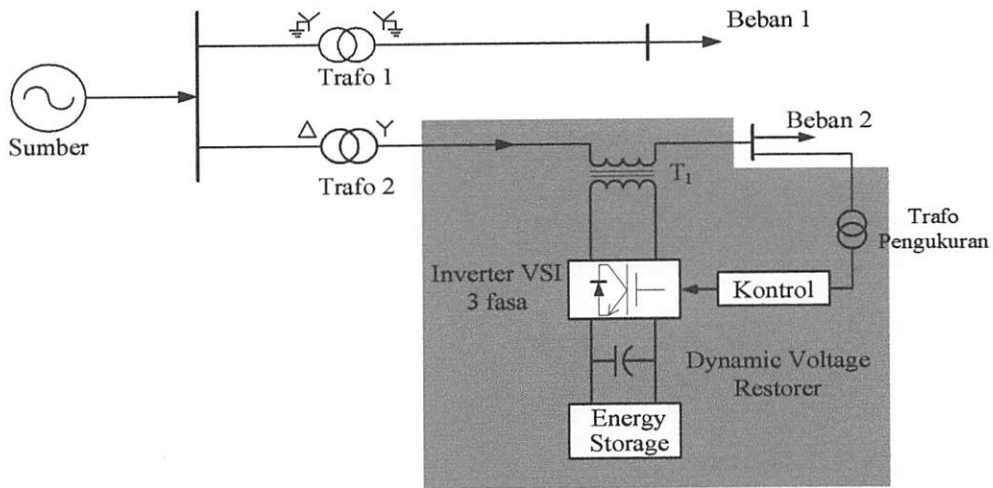 Beban 1
Trafo 1
Sumber
Beban 2
Trafo 2
T1
Trafo
Pengukuran
Inverter VSI
3 fasa
Kontrol
Dynamic Voltage
Restorer
Energy
Storage